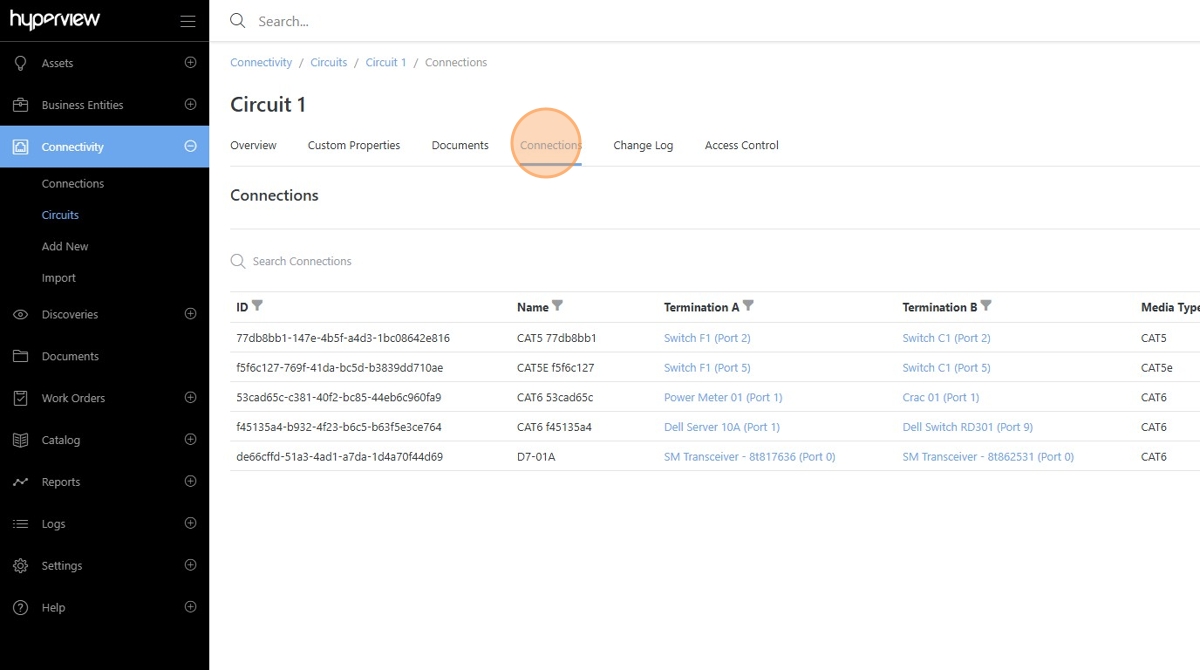 hyperview
Search...
Assets
Business Entities
Connectivity
Connections
Circuits
Add New
Import
Discoveries
Documents
Work Orders
Catalog
Reports
Logs
Settings
Help
Connectivity / Circuits / Circuit 1 / Connections
Circuit 1
Overview Custom Properties Documents Connections Change Log Access Control
Connections
Search Connections
ID Name Termination A Termination B Media Type
77db8bb1-147e-4b5f-a4d3-1bc08642e816 CAT5 77db8bb1 Switch F1 (Port 2) Switch C1 (Port 2) CAT5
f5f6c127-769f-41da-bc5d-b3839dd710ae CAT5E f5f6c127 Switch F1 (Port 5) Switch C1 (Port 5) CAT5e
53cad65c-c381-40f2-bc85-44eb6c960fa9 CAT6 53cad65c Power Meter 01 (Port 1) Crac 01 (Port 1) CAT6
f45135a4-b932-4f23-b6c5-b63f5e3ce764 CAT6 f45135a4 Dell Server 10A (Port 1) Dell Switch RD301 (Port 9) CAT6
de66cffd-51a3-4ad1-a7da-1d4a70f44d69 D7-01A SM Transceiver - 8t817636 (Port 0) SM Transceiver - 8t862531 (Port 0) CAT6